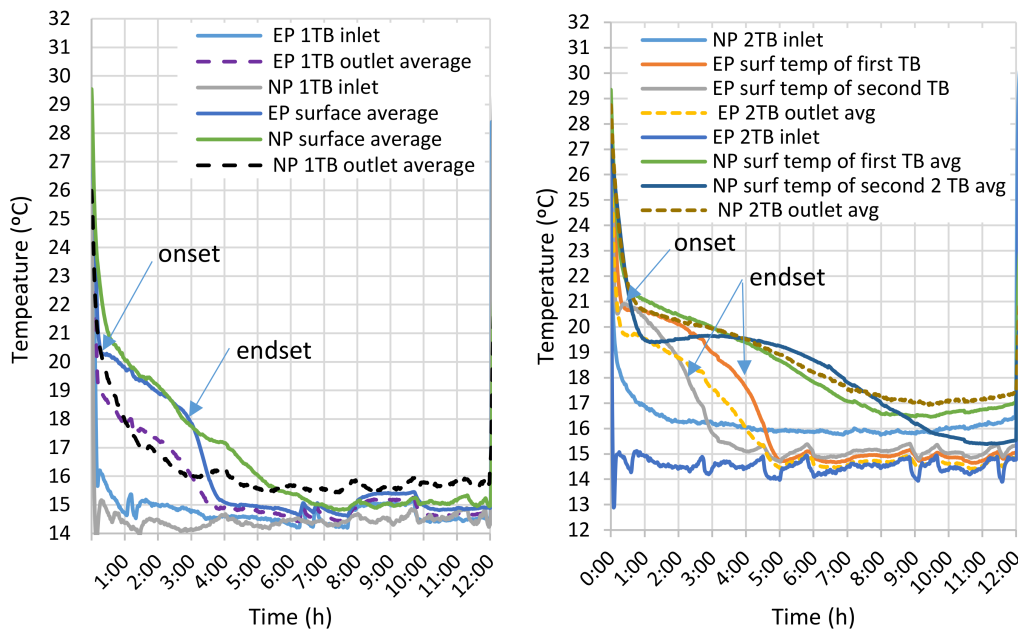 32
31
30
29
28
27
26
25
24
23
22
21
20
19
18
17
16
15
14
Tempeature (ºC)
EP 1TB inlet
EP 1TB outlet average
NP 1TB inlet
EP surface average
NP surface average
NP 1TB outlet average
onset
endset
1:00
2:00
3:00
4:00
5:00
6:00
7:00
8:00
9:00
10:00
11:00
12:00
Time (h)
32
31
30
29
28
27
26
25
24
23
22
21
20
19
18
17
16
15
14
13
12
Temperature (ºC)
NP 2TB inlet
EP surf temp of first TB
EP surf temp of second TB
EP 2TB outlet avg
EP 2TB inlet
NP surf temp of first TB avg
NP surf temp of second 2 TB avg
NP 2TB outlet avg
onset
endset
0:00
1:00
2:00
3:00
4:00
5:00
6:00
7:00
8:00
9:00
10:00
11:00
12:00
Time (h)